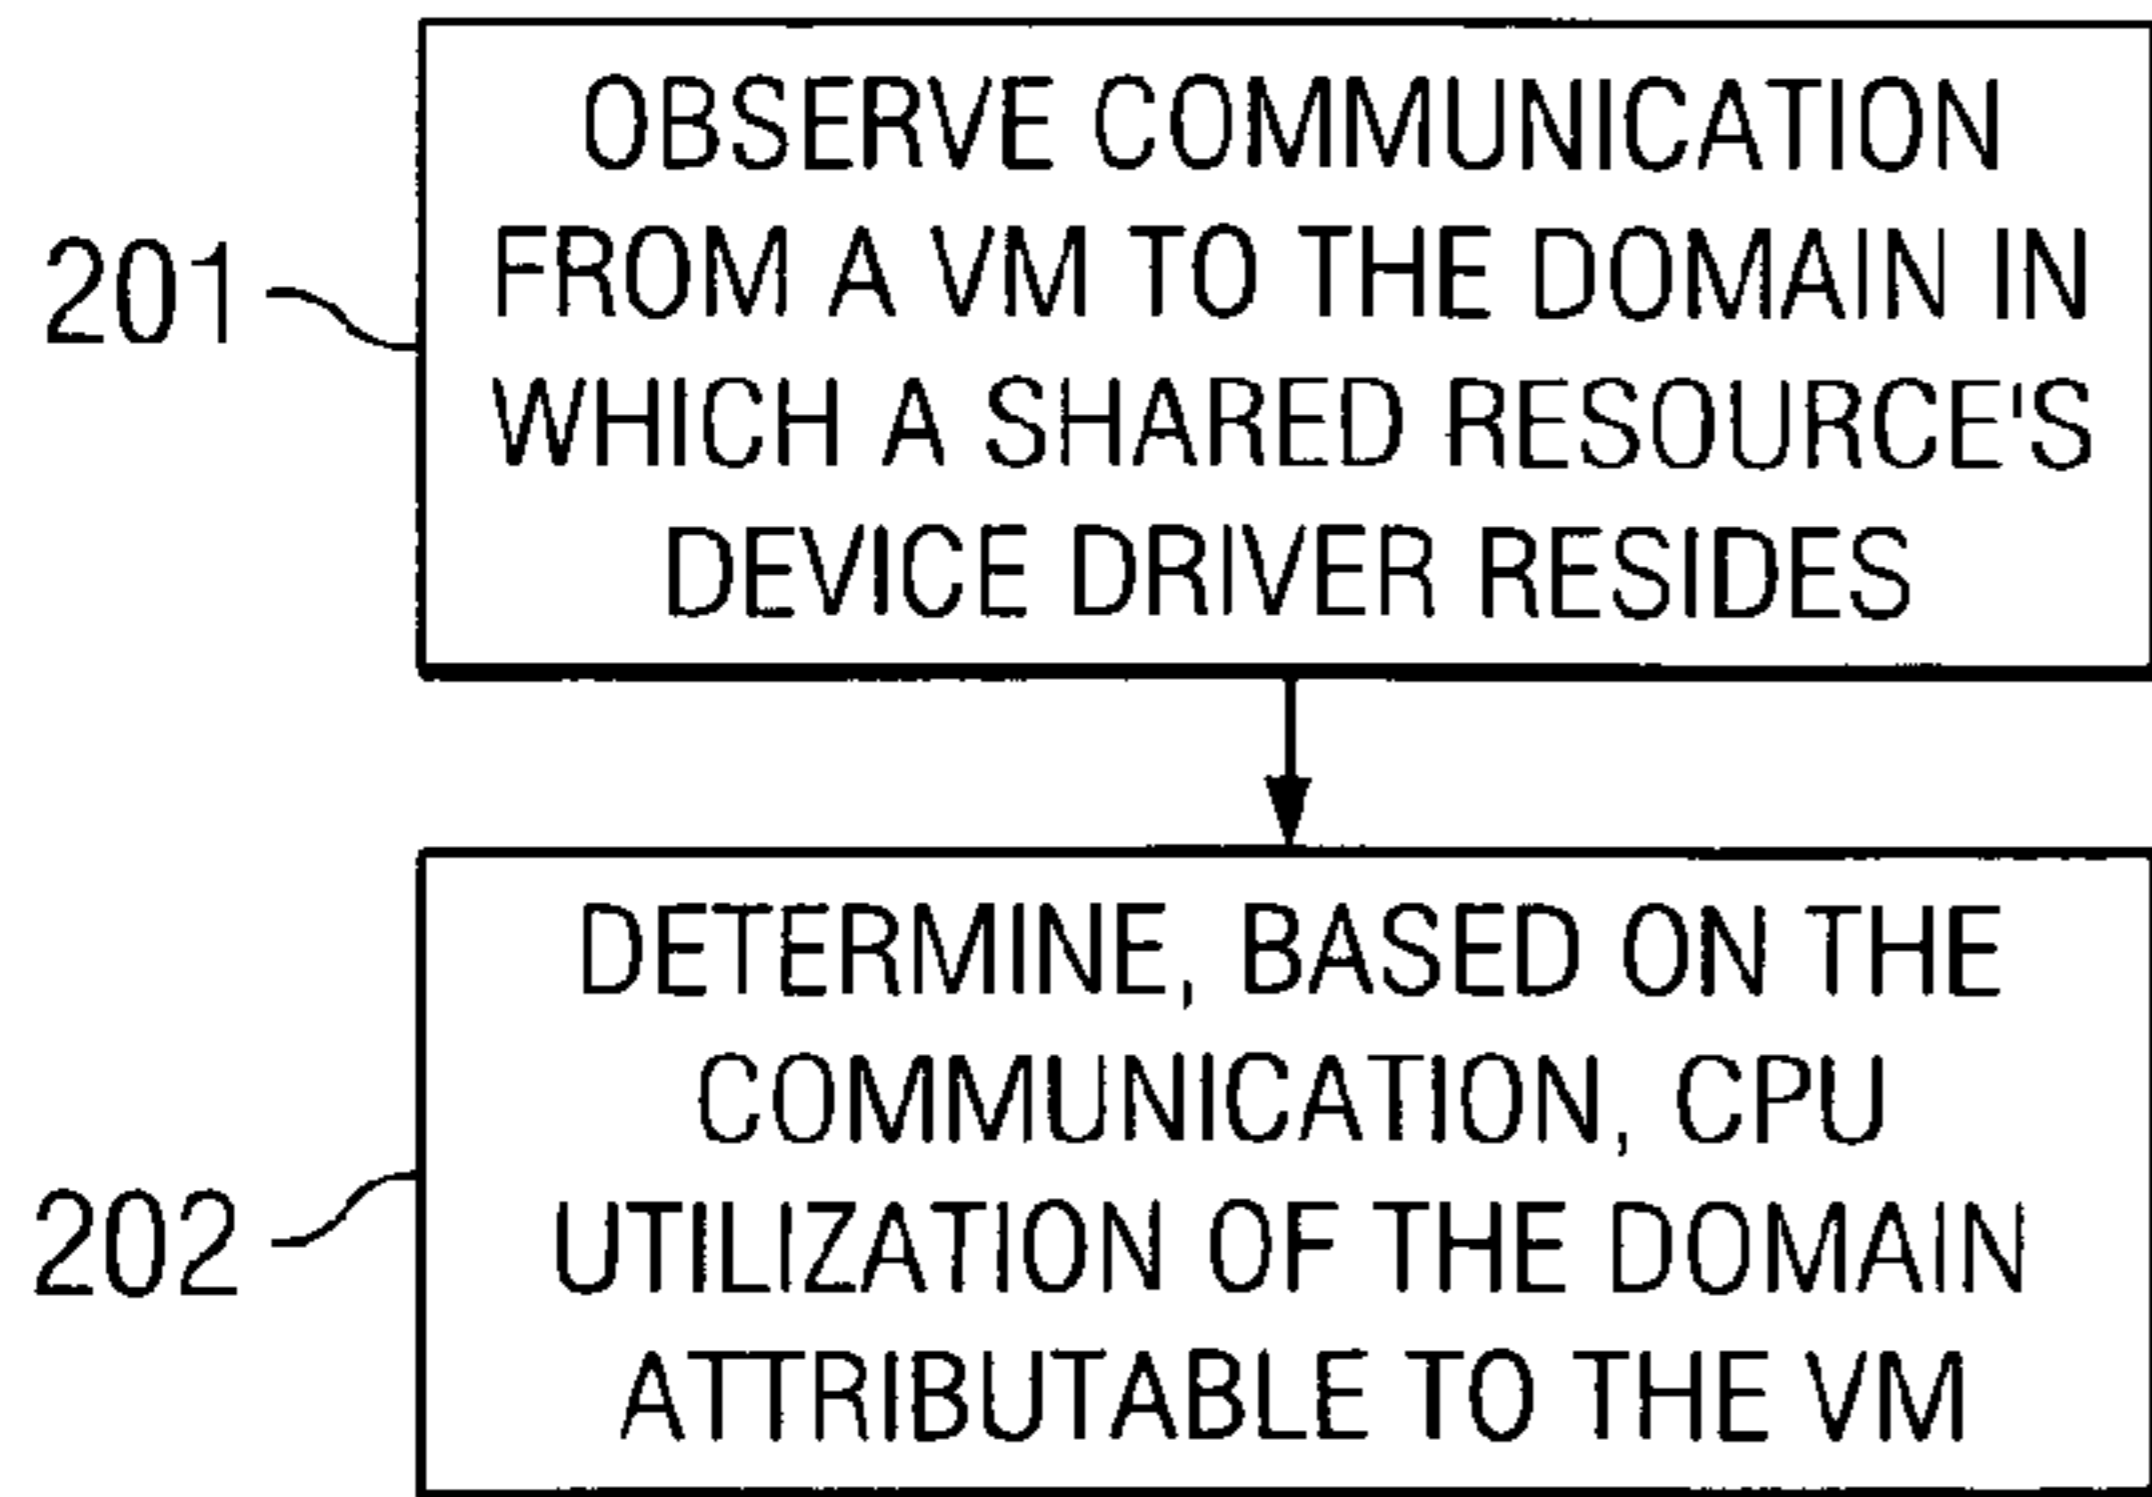 OBSERVE COMMUNICATION
FROM A VM TO THE DOMAIN IN
WHICH A SHARED RESOURCE'S
DEVICE DRIVER RESIDES
201
DETERMINE, BASED ON THE
COMMUNICATION, CPU
UTILIZATION OF THE DOMAIN
ATTRIBUTABLE TO THE VM
202